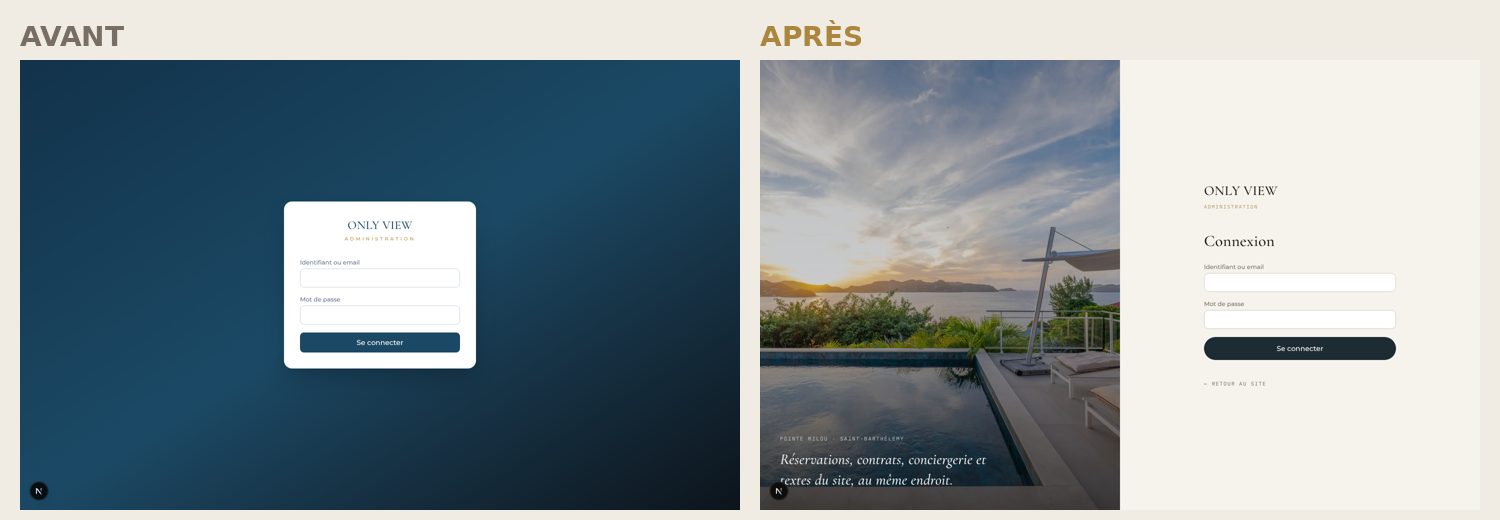 AVANT
ONLY VIEW
ADMINISTRATION
Identifiant ou email
Mot de passe
Se connecter
N
APRÈS
POINTE MILOU · SAINT-BARTHÉLEMY
Réservations, contrats, conciergerie et
textes du site, au même endroit.
N
ONLY VIEW
ADMINISTRATION
Connexion
Identifiant ou email
Mot de passe
Se connecter
← RETOUR AU SITE